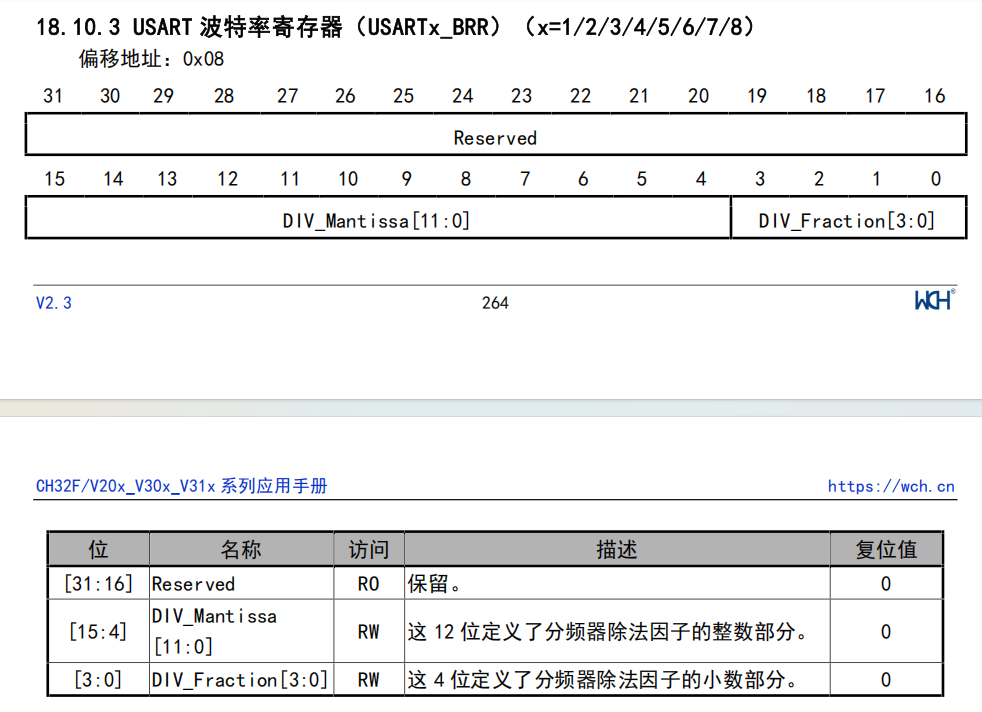 18.10.3 USART 波特率寄存器（USARTx_BRR）（x=1/2/3/4/5/6/7/8）
偏移地址：0x08
31 30 29 28 27 26 25 24 23 22 21 20 19 18 17 16
Reserved
15 14 13 12 11 10 9 8 7 6 5 4 3 2 1 0
DIV_Mantissa[11:0] DIV_Fraction[3:0]
V2.3 264 WCH®
CH32F/V20x_V30x_V31x 系列应用手册 https://wch.cn
位 名称 访问 描述 复位值
[31:16] Reserved RO 保留。 0
[15:4] DIV_Mantissa [11:0] RW 这 12 位定义了分频器除法因子的整数部分。 0
[3:0] DIV_Fraction[3:0] RW 这 4 位定义了分频器除法因子的小数部分。 0